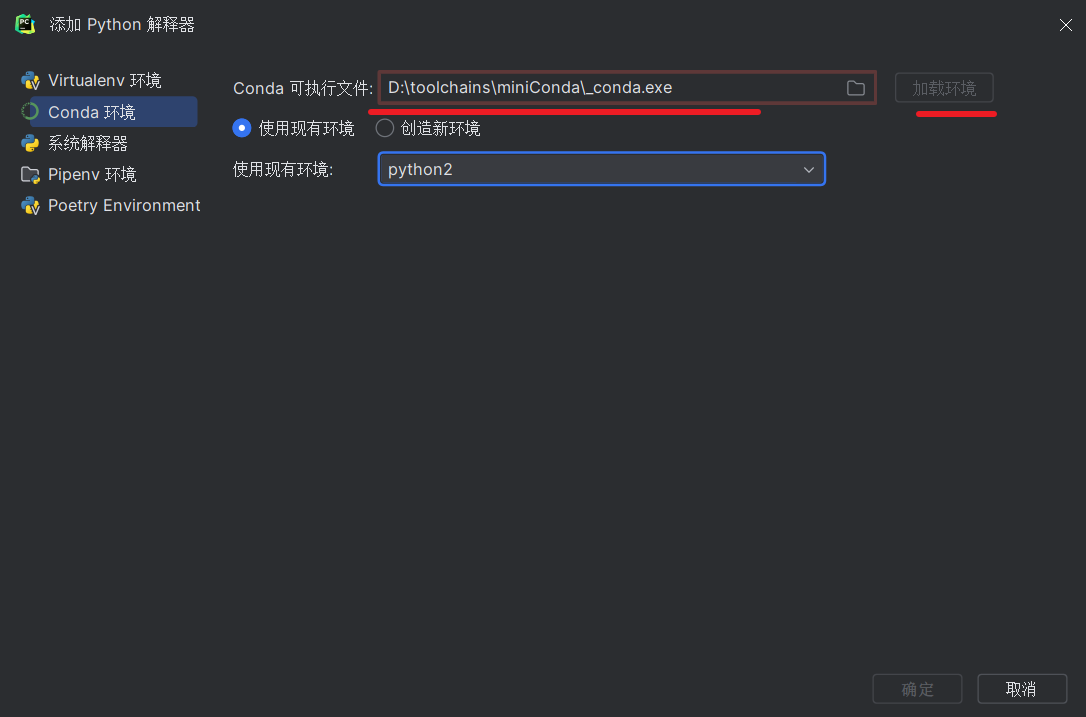 添加 Python 解释器
Virtualenv 环境
Conda 环境
系统解释器
Pipenv 环境
Poetry Environment
Conda 可执行文件: D:\toolchains\miniConda\_conda.exe 加载环境
使用现有环境 创造新环境
使用现有环境: python2
确定 取消